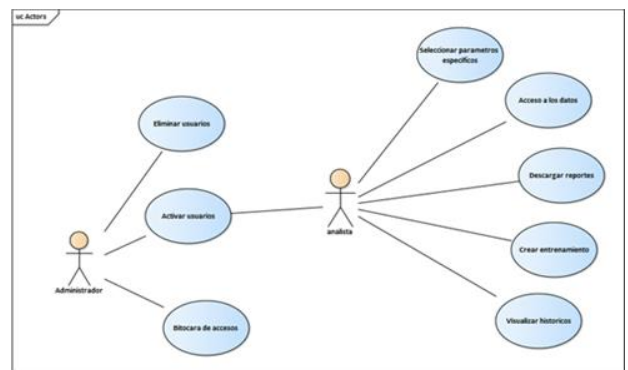 uc Actors
Seleccionar parametros
especificos
Acceso a los datos
Eliminar usuarios
Descargar reportes
Activar usuarios
analista
Crear entrenamiento
Administrador
Visualizar historicos
Bitocara de accesos